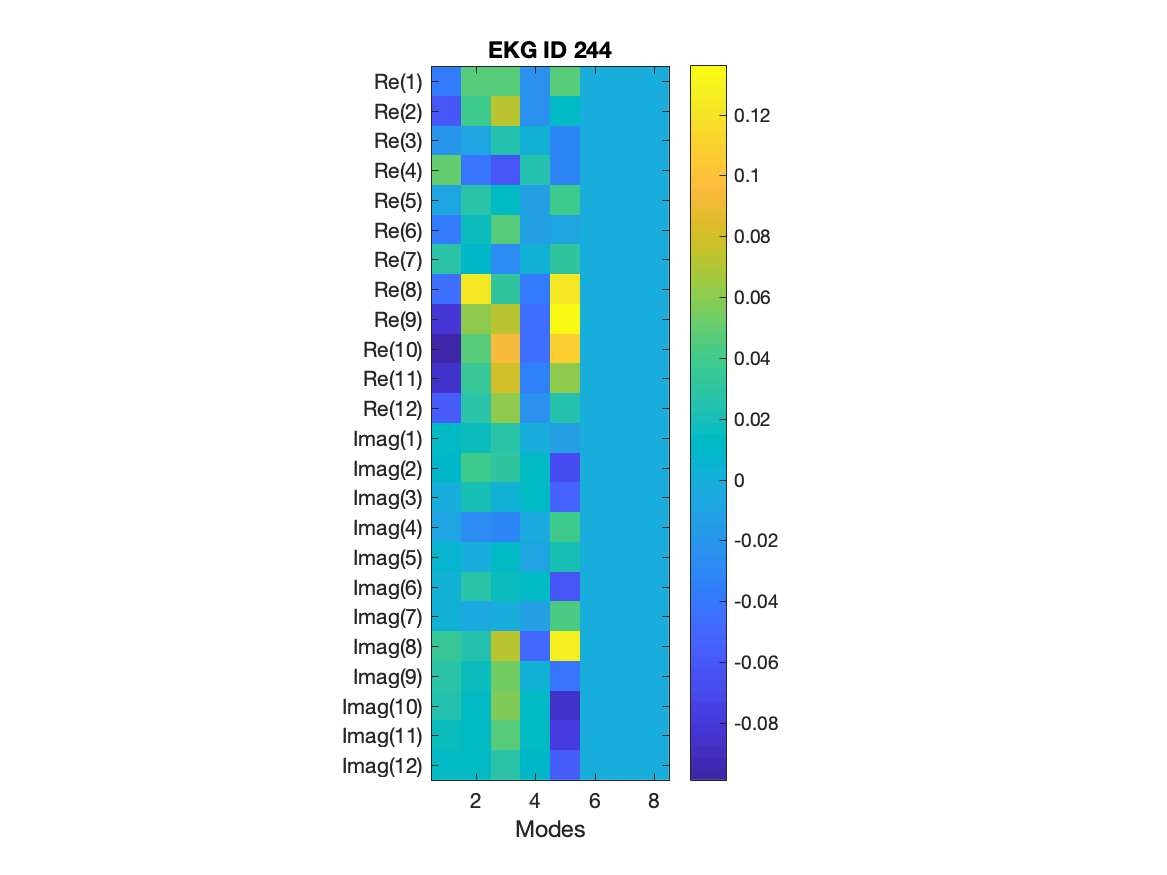 EKG ID 244
Re(1)
Re(2)
Re(3)
Re(4)
Re(5)
Re(6)
Re(7)
Re(8)
Re(9)
Re(10)
Re(11)
Re(12)
Imag(1)
Imag(2)
Imag(3)
Imag(4)
Imag(5)
Imag(6)
Imag(7)
Imag(8)
Imag(9)
Imag(10)
Imag(11)
Imag(12)
2 4 6 8
Modes
0.12
0.1
0.08
0.06
0.04
0.02
0
-0.02
-0.04
-0.06
-0.08